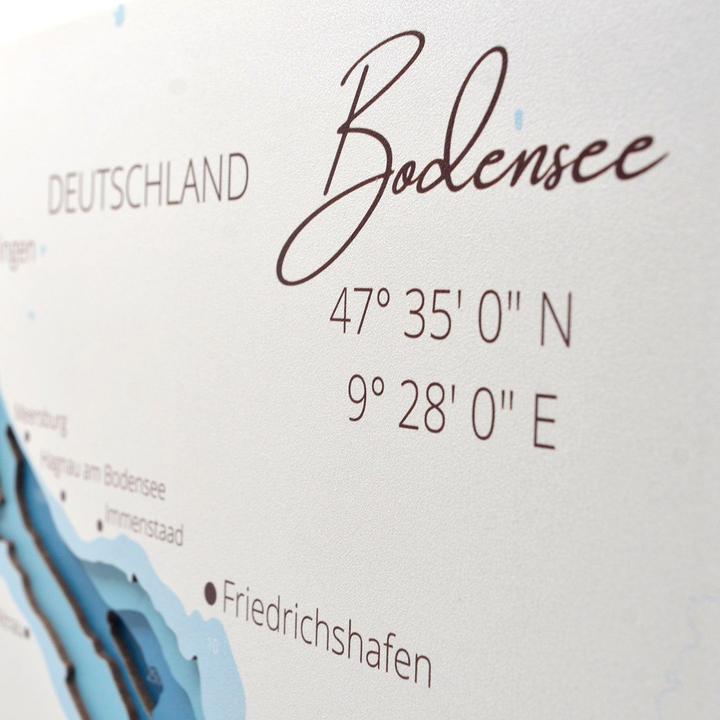 Bodensee
DEUTSCHLAND
47° 35' 0" N
9° 28' 0" E
Meersburg
Hagnau am Bodensee
Immenstaad
Friedrichshafen